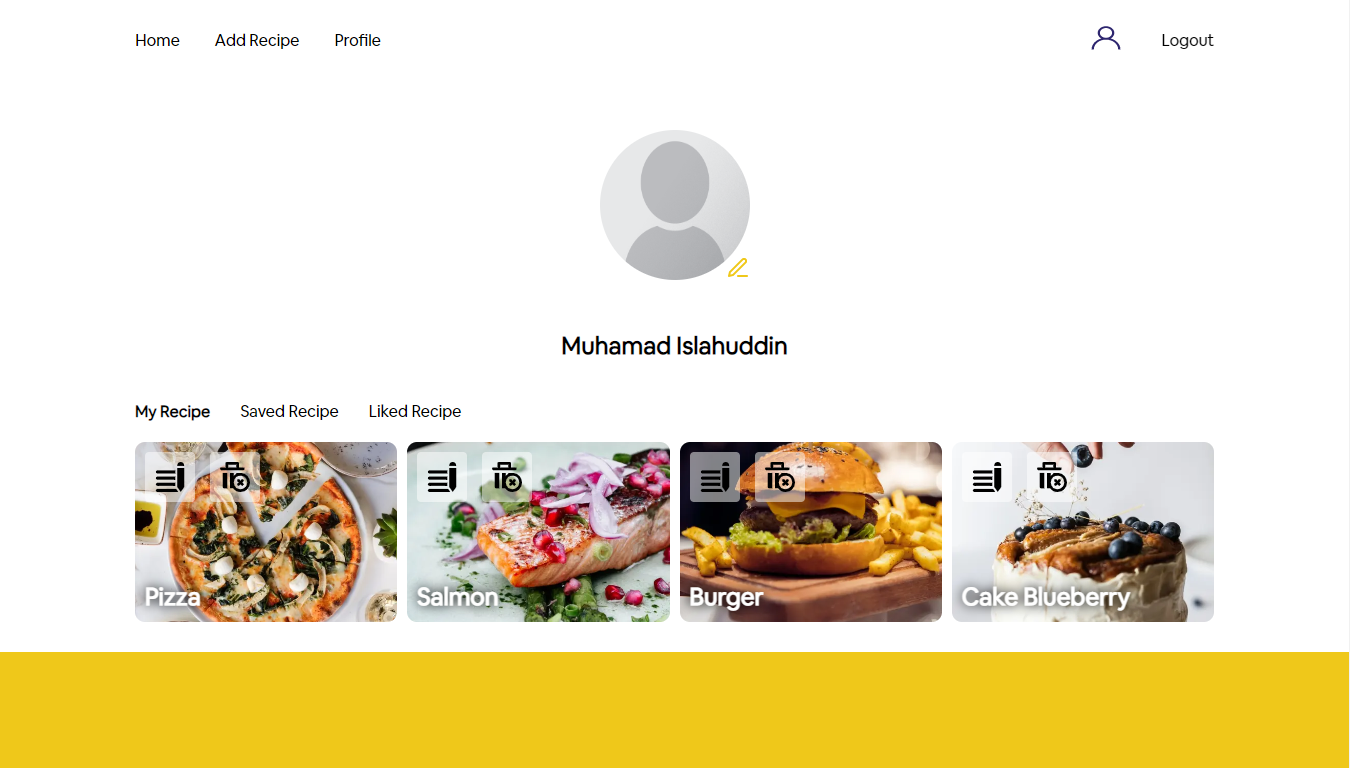 Home Add Recipe Profile Logout
Muhamad Islahuddin
My Recipe Saved Recipe Liked Recipe
Pizza Salmon Burger Cake Blueberry